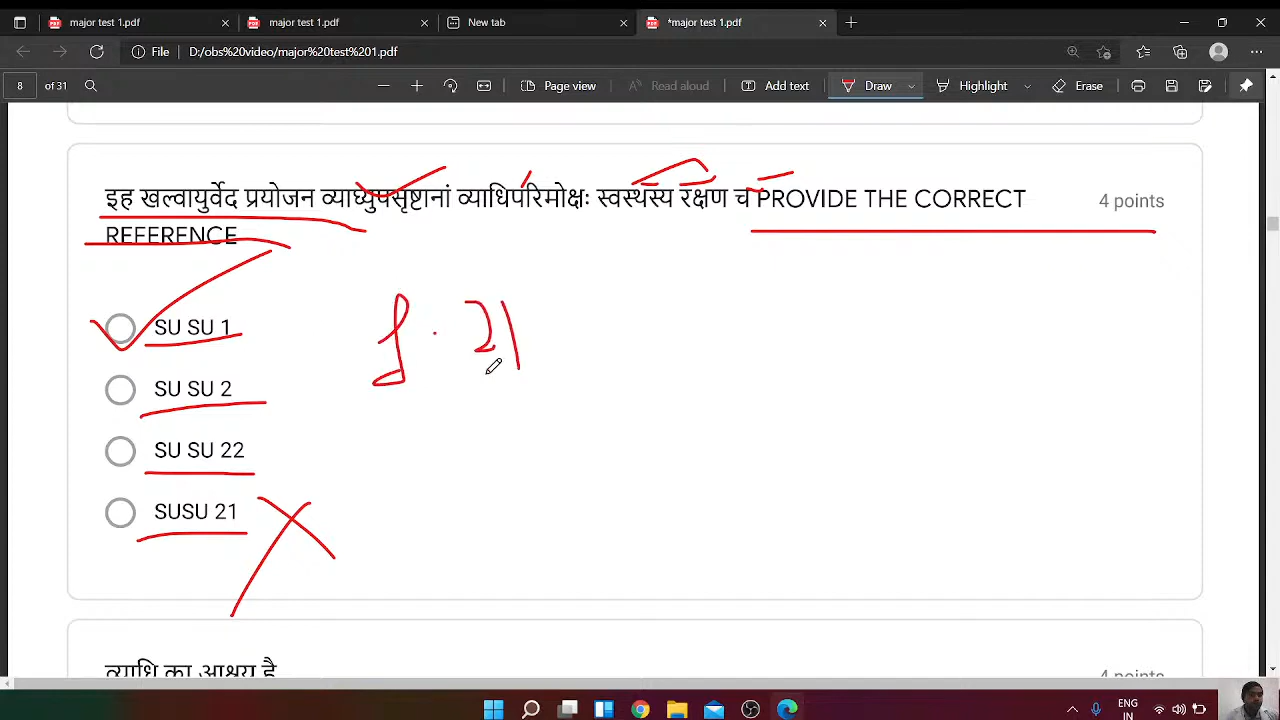 major test 1.pdf
major test 1.pdf
New tab
*major test 1.pdf
File D:/obs%20video/major%20test%201.pdf
8 of 31
Page view
Read aloud
Add text
Draw
Highlight
Erase
इह खल्वायुर्वेद प्रयोजन व्याध्युपसृष्टानां व्याधिपरिमोक्षः स्वस्थस्य रक्षण च PROVIDE THE CORRECT
4 points
REFERENCE
SU SU 1
SU SU 2
SU SU 22
SUSU 21
व्याधि का आश्रय है
4 points
ENG
IN